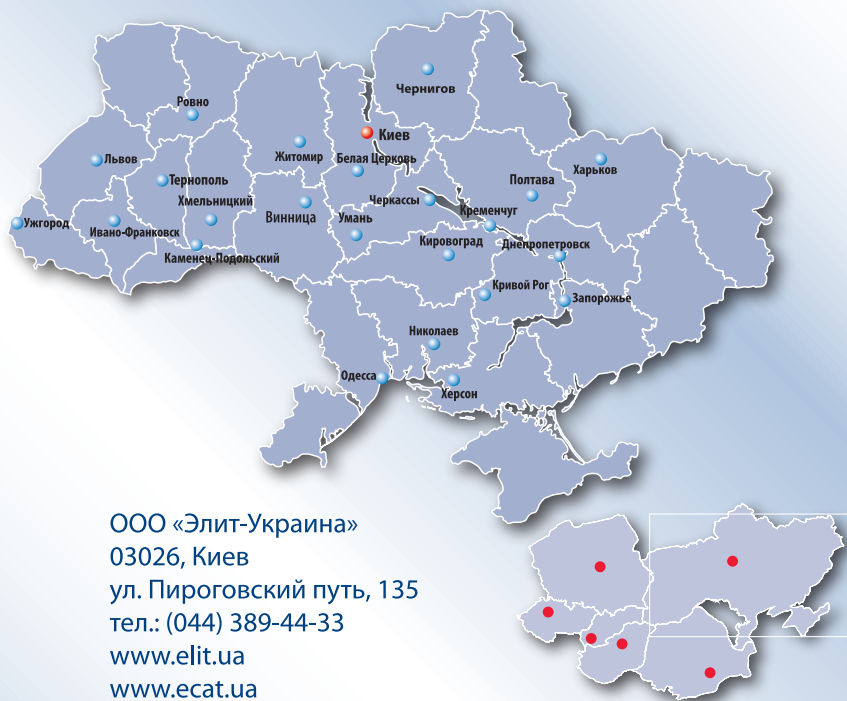 Чернигов
Ровно
Киев
Житомир
Белая Церковь
Львов
Харьков
Тернополь
Полтава
Хмельницкий
Черкассы
Кременчуг
Винница
Умань
Ужгород
Ивано-Франковск
Кировоград
Днепропетровск
Каменец-Подольский
Кривой Рог
Запорожье
Николаев
Одесса
Херсон
ООО «Элит-Украина»
03026, Киев
ул. Пироговский путь, 135
тел.: (044) 389-44-33
www.elit.ua
www.ecat.ua